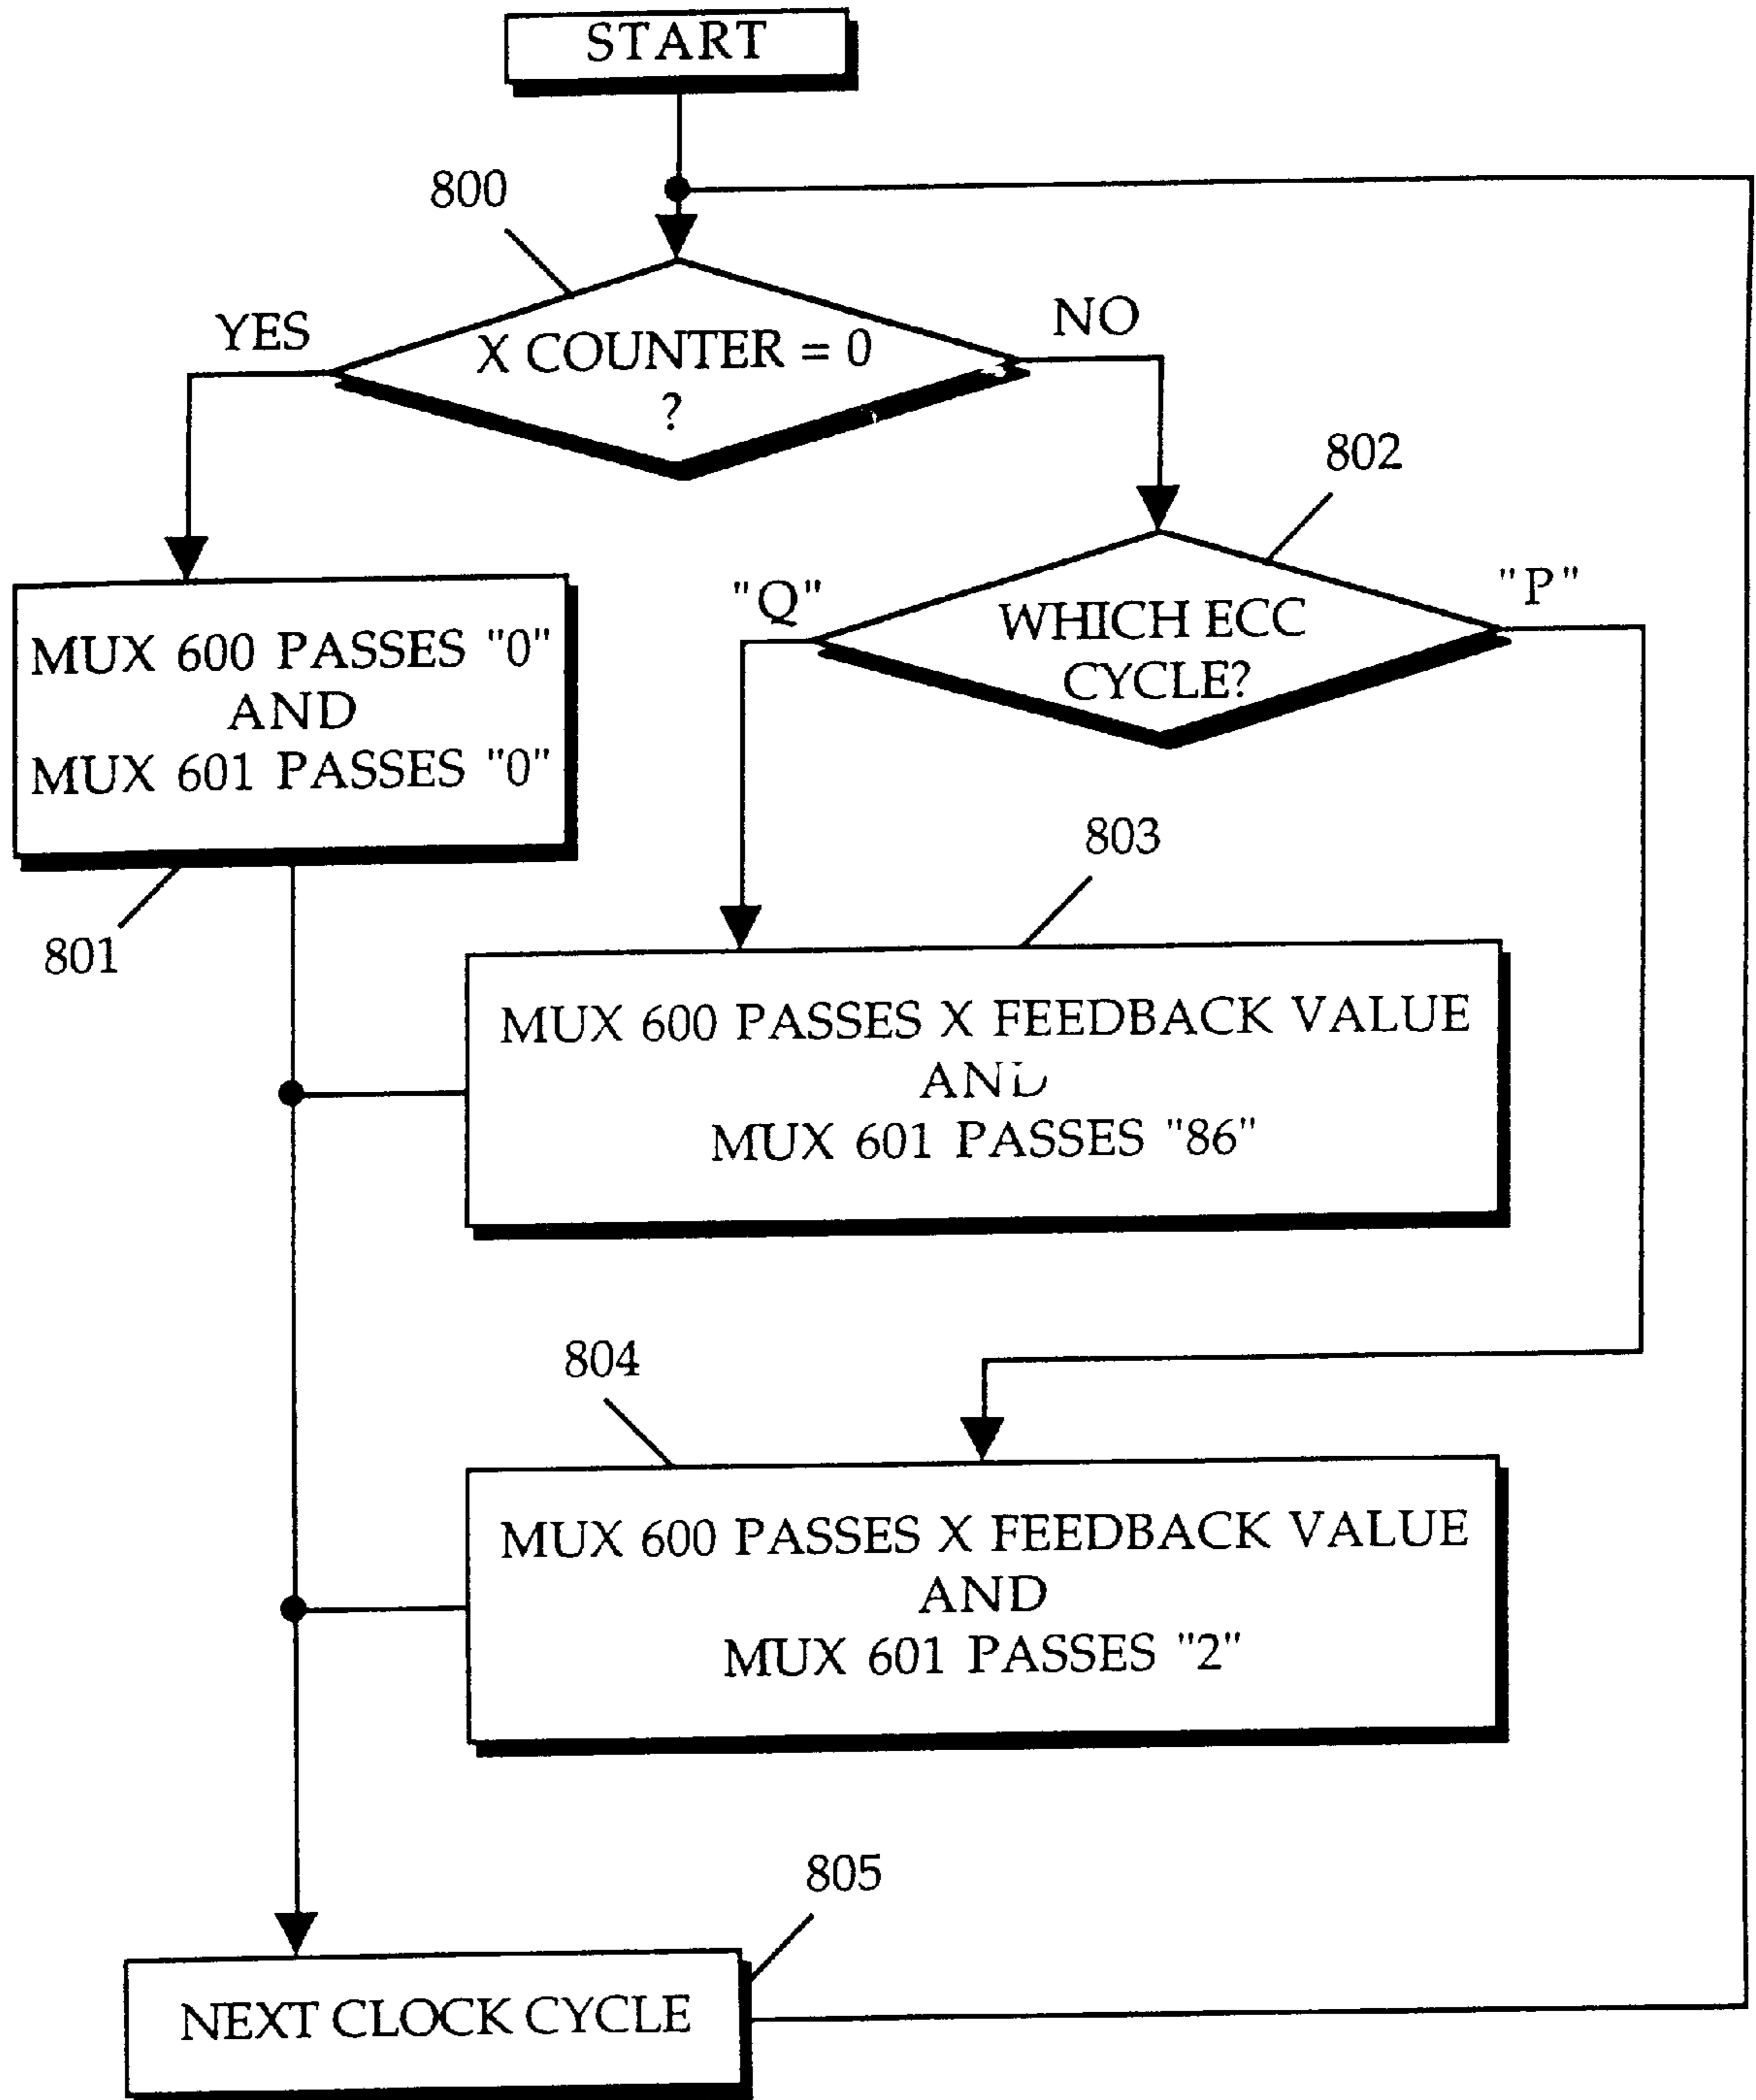 START
800
YES
NO
X COUNTER = 0
?
802
"Q"
"P"
WHICH ECC
CYCLE?
MUX 600 PASSES "0"
AND
MUX 601 PASSES "0"
801
803
MUX 600 PASSES X FEEDBACK VALUE
AND
MUX 601 PASSES "86"
804
MUX 600 PASSES X FEEDBACK VALUE
AND
MUX 601 PASSES "2"
805
NEXT CLOCK CYCLE